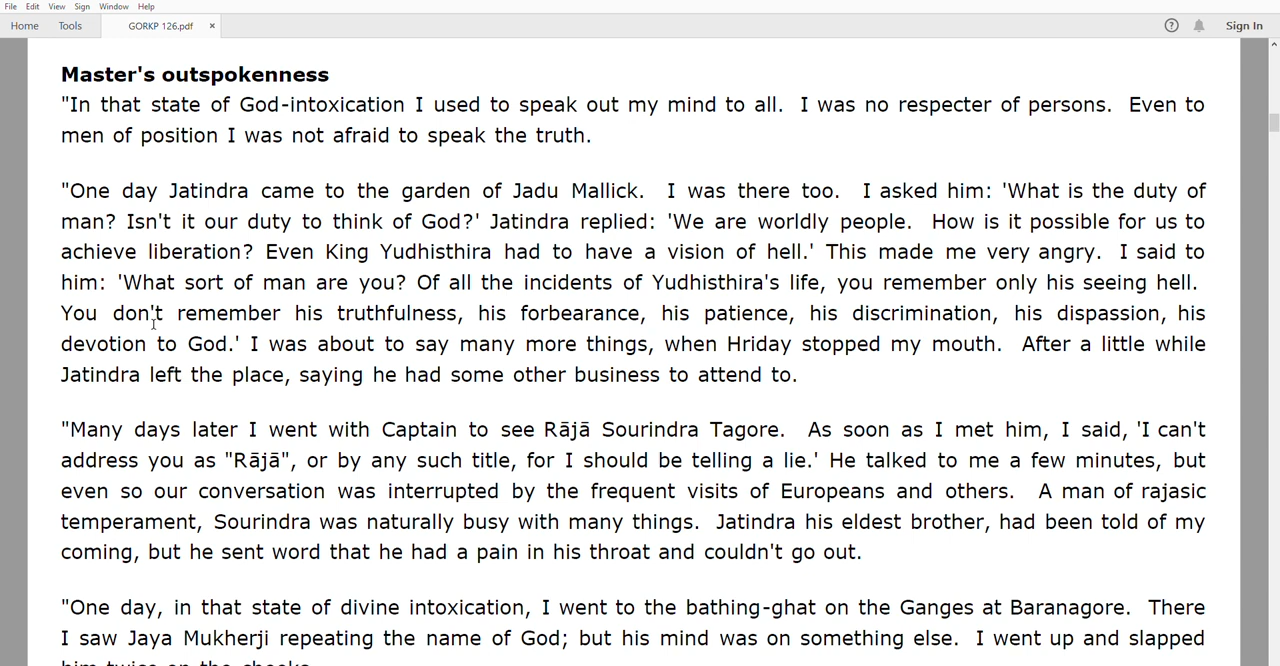 File Edit View Sign Window Help
Home Tools GORKP 126.pdf × Sign In
Master's outspokenness
"In that state of God-intoxication I used to speak out my mind to all. I was no respecter of persons. Even to
men of position I was not afraid to speak the truth.
"One day Jatindra came to the garden of Jadu Mallick. I was there too. I asked him: 'What is the duty of
man? Isn't it our duty to think of God?' Jatindra replied: 'We are worldly people. How is it possible for us to
achieve liberation? Even King Yudhisthira had to have a vision of hell.' This made me very angry. I said to
him: 'What sort of man are you? Of all the incidents of Yudhisthira's life, you remember only his seeing hell.
You don't remember his truthfulness, his forbearance, his patience, his discrimination, his dispassion, his
devotion to God.' I was about to say many more things, when Hriday stopped my mouth. After a little while
Jatindra left the place, saying he had some other business to attend to.
"Many days later I went with Captain to see Rājā Sourindra Tagore. As soon as I met him, I said, 'I can't
address you as "Rājā", or by any such title, for I should be telling a lie.' He talked to me a few minutes, but
even so our conversation was interrupted by the frequent visits of Europeans and others. A man of rajasic
temperament, Sourindra was naturally busy with many things. Jatindra his eldest brother, had been told of my
coming, but he sent word that he had a pain in his throat and couldn't go out.
"One day, in that state of divine intoxication, I went to the bathing-ghat on the Ganges at Baranagore. There
I saw Jaya Mukherji repeating the name of God; but his mind was on something else. I went up and slapped
him twice on the cheeks.